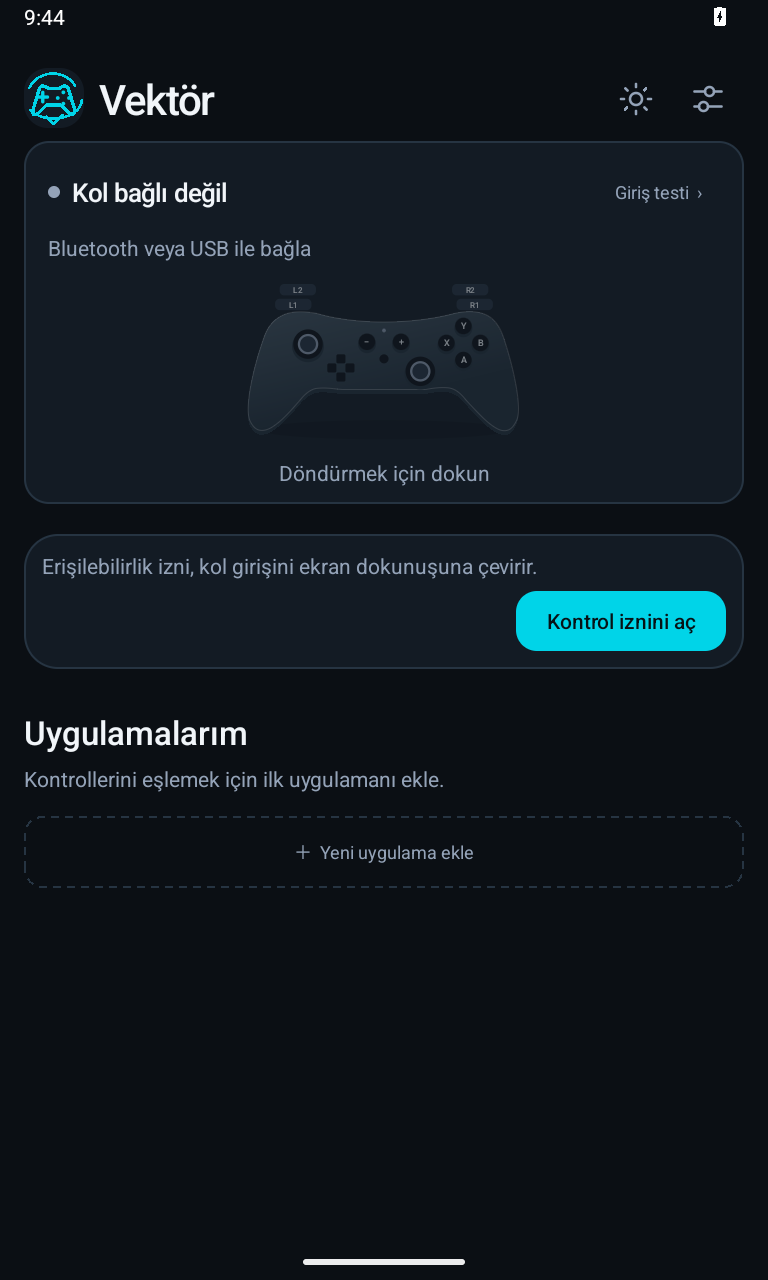 9:44
Vektör
Kol bağlı değil
Giriş testi ›
Bluetooth veya USB ile bağla
L2
R2
L1
R1
Y
X
B
A
Döndürmek için dokun
Erişilebilirlik izni, kol girişini ekran dokunuşuna çevirir.
Kontrol iznini aç
Uygulamalarım
Kontrollerini eşlemek için ilk uygulamanı ekle.
+ Yeni uygulama ekle